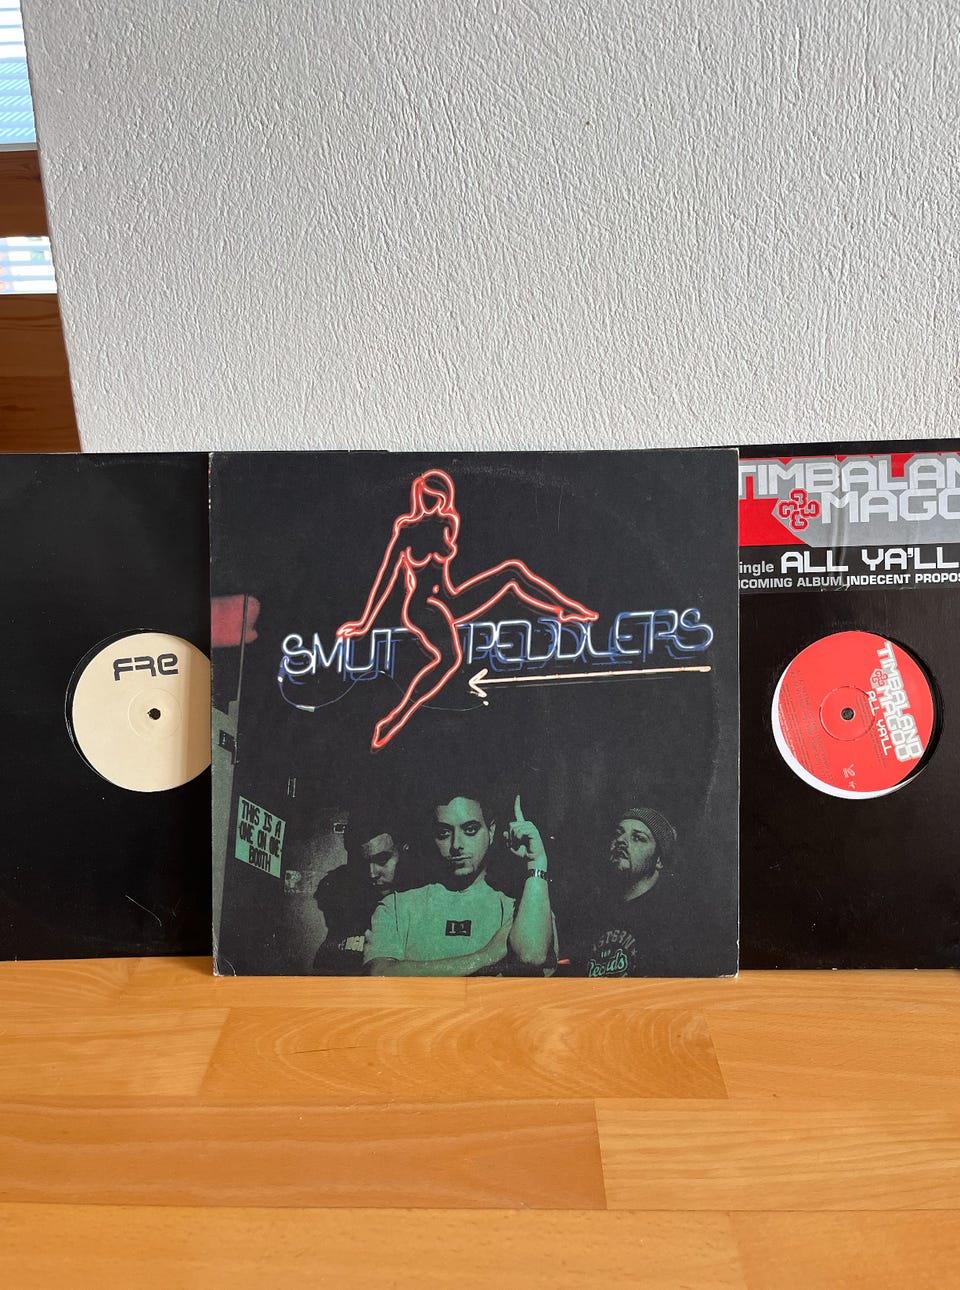 FRE
SMUT PEDDLERS
THIS IS A
ONE ON ONE
BOOTH
TIMBALAN
MAGO
ingle ALL YA'LL
COMING ALBUM INDECENT PROPOS
TIMBALAND
MAGOO
ALL YA'LL